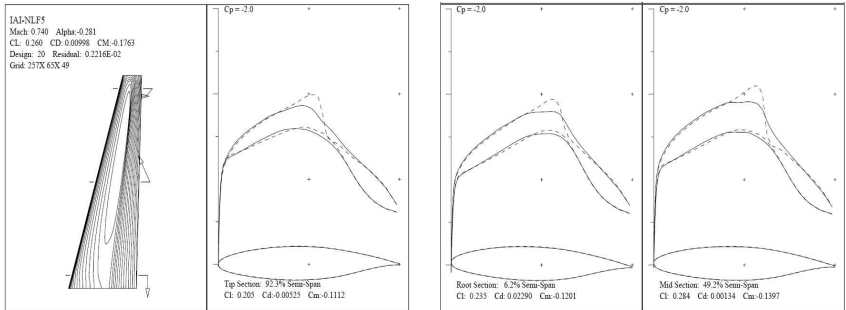 IAI-NLF5
Mach: 0.740 Alpha:-0.281
CL: 0.260 CD: 0.00998 CM:-0.1763
Design: 20 Residual: 0.2216E-02
Grid: 257X 65X 49
Cp = -2.0
Tip Section: 92.3% Semi-Span
Cl: 0.205 Cd:-0.00525 Cm:-0.1112
Cp = -2.0
Root Section: 6.2% Semi-Span
Cl: 0.235 Cd: 0.02290 Cm:-0.1201
Cp = -2.0
Mid Section: 49.2% Semi-Span
Cl: 0.284 Cd: 0.00134 Cm:-0.1397